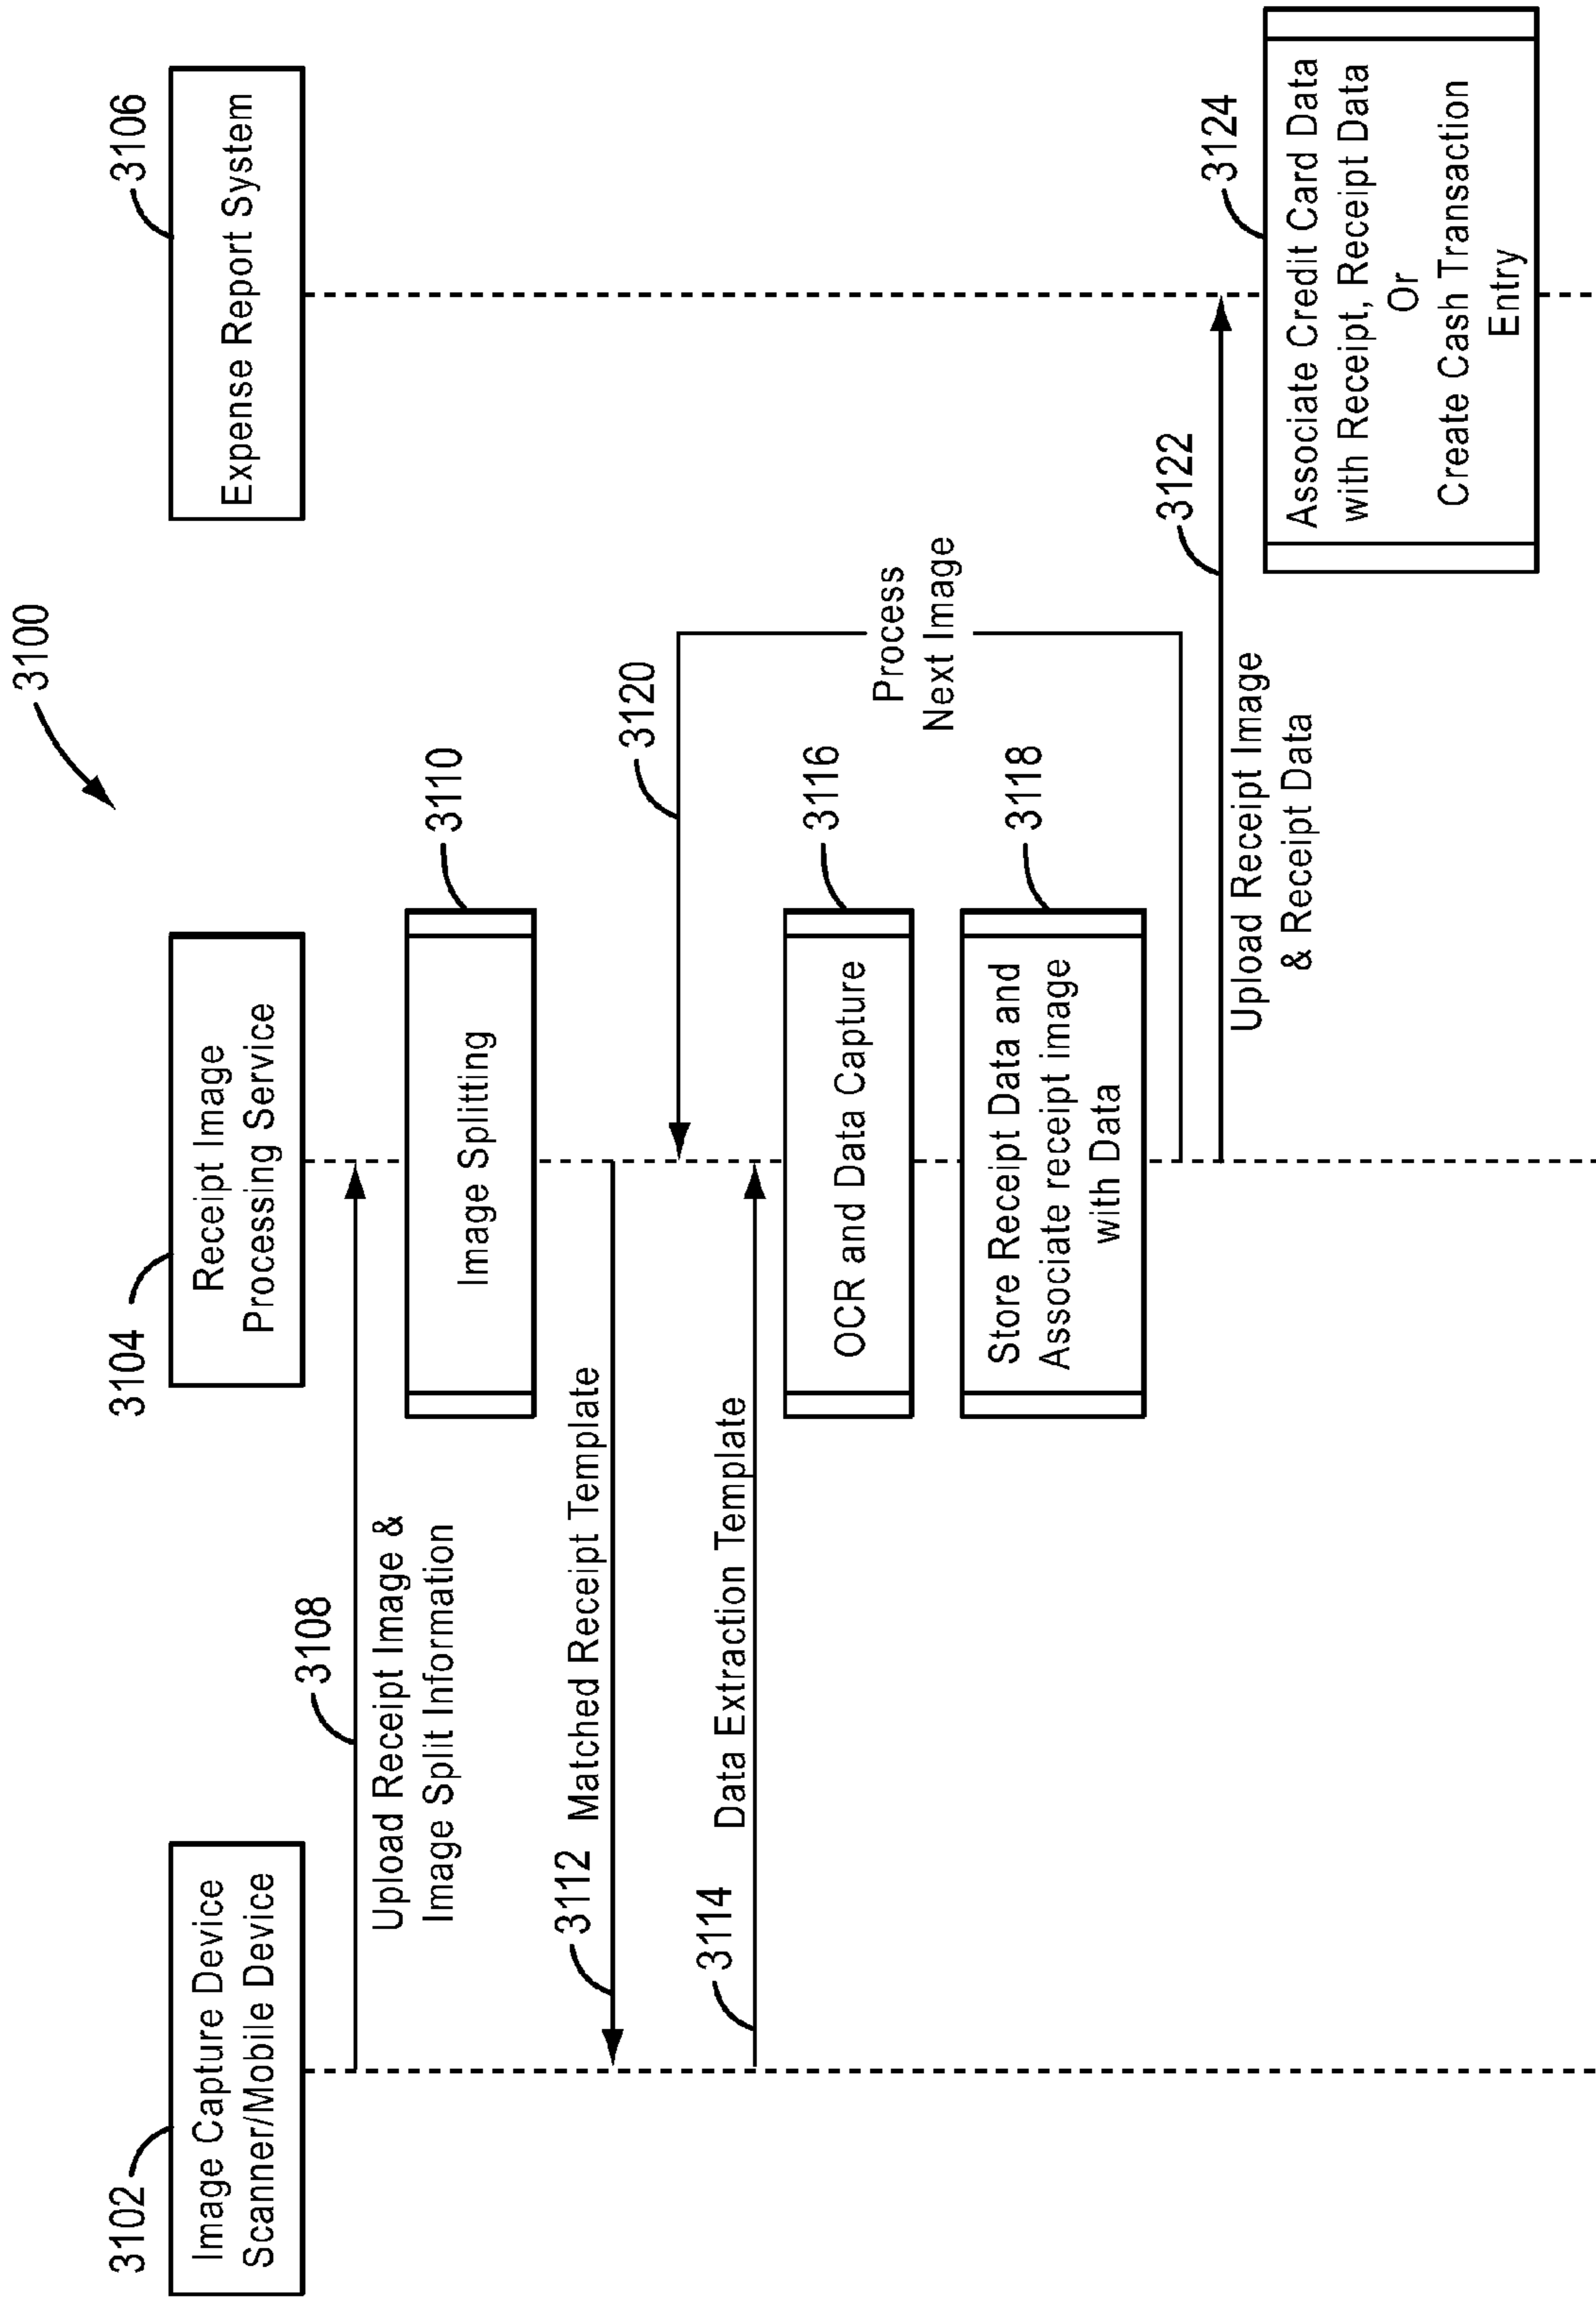 3100
3102
Image Capture Device
Scanner/Mobile Device
3104
Receipt Image
Processing Service
3106
Expense Report System
3108
Upload Receipt Image &
Image Split Information
3110
Image Splitting
3112
Matched Receipt Template
3120
Process
Next Image
3114
Data Extraction Template
3116
OCR and Data Capture
3118
Store Receipt Data and
Associate receipt image
with Data
3122
Upload Receipt Image
& Receipt Data
3124
Associate Credit Card Data
with Receipt, Receipt Data
Or
Create Cash Transaction
Entry